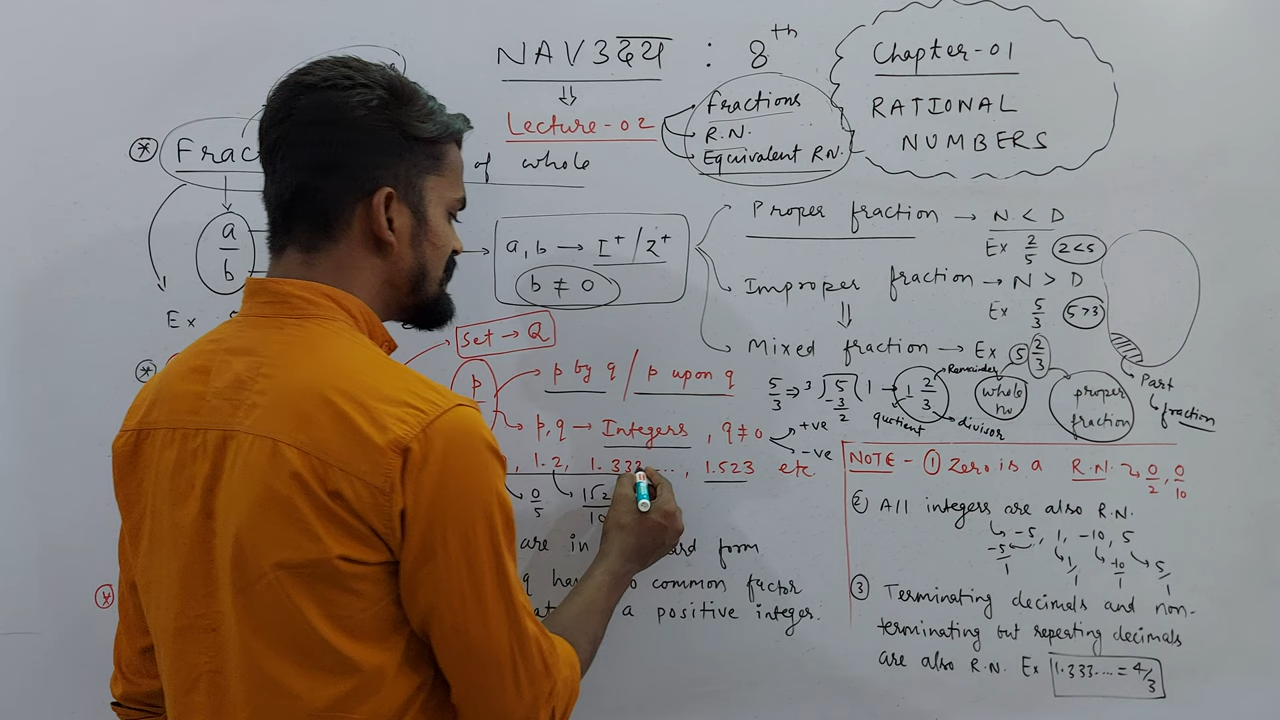 NAV3दय : 8th
Chapter-01
RATIONAL
NUMBERS
Lecture-02
Fractions
R.N.
Equivalent R.N.
of whole
a
b
a, b → I+/Z+
b ≠ 0
Proper fraction → N < D
Ex 2/5 2<5
Improper fraction → N > D
Ex 5/3 5>3
Mixed fraction → Ex 5 2/3
Ex
Part
fraction
whole
no
proper
fraction
Set → Q
p
p by q / p upon q
5/3 ⇒ 3)5(1 → 1 2/3
-3
2
Remainder
quotient
divisor
p, q → Integers , q ≠ 0
+ve
-ve
, 1.2, 1.333...., 1.523 etc
0/5
10
are in form
q no common factor
a positive integer.
NOTE - ① Zero is a R.N. 0/2, 0/10
② All integers are also R.N.
-5, 1, -10, 5
-5/1 1/1 -10/1 5/1
③ Terminating decimals and non-
terminating but repeating decimals
are also R.N. Ex 1.333.... = 4/3